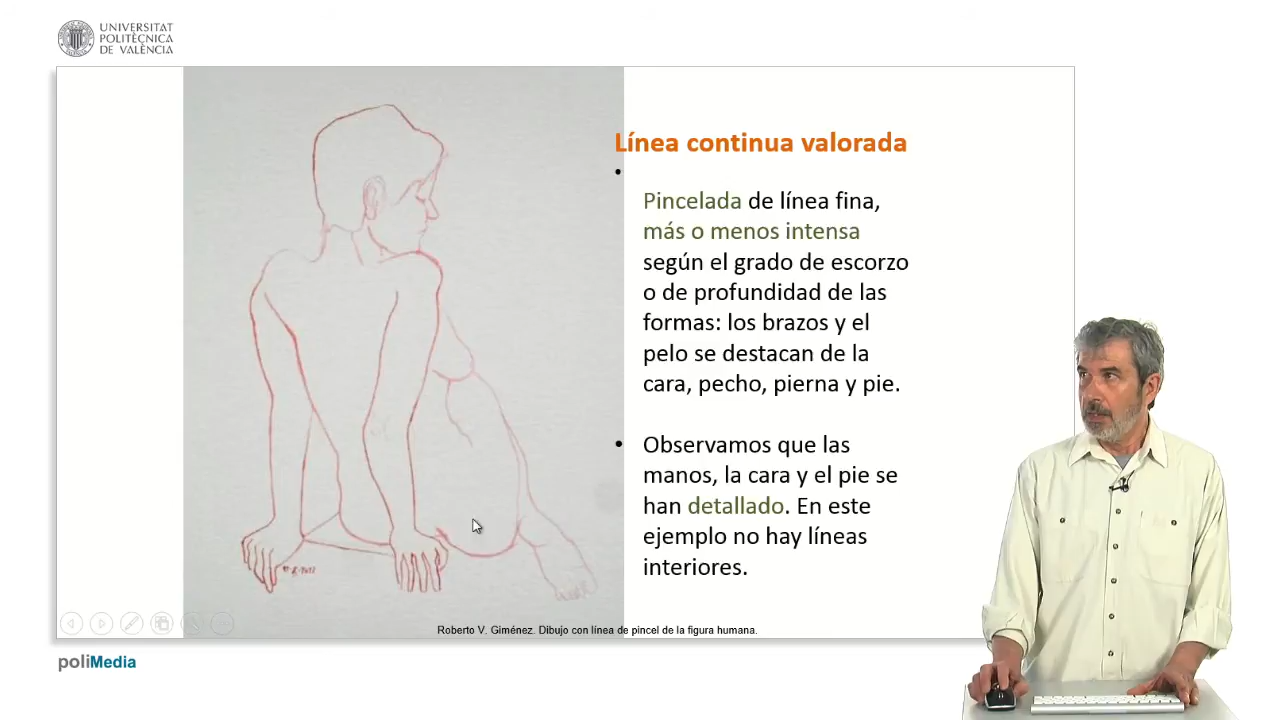 UNIVERSITAT
POLITÈCNICA
DE VALÈNCIA
Línea continua valorada
•
Pincelada de línea fina,
más o menos intensa
según el grado de escorzo
o de profundidad de las
formas: los brazos y el
pelo se destacan de la
cara, pecho, pierna y pie.
• Observamos que las
manos, la cara y el pie se
han detallado. En este
ejemplo no hay líneas
interiores.
Roberto V. Giménez. Dibujo con línea de pincel de la figura humana.
poliMedia